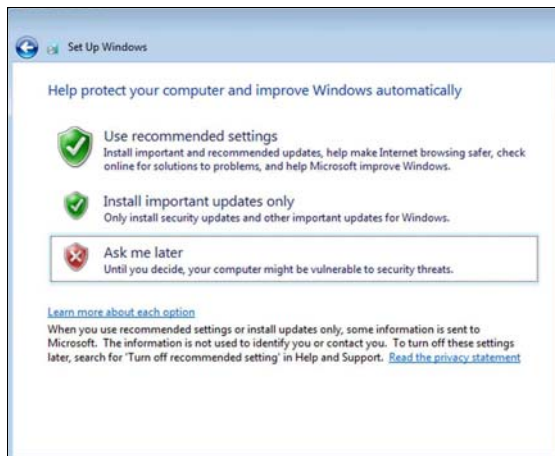 Set Up Windows
Help protect your computer and improve Windows automatically
Use recommended settings
Install important and recommended updates, help make Internet browsing safer, check
online for solutions to problems, and help Microsoft improve Windows.
Install important updates only
Only install security updates and other important updates for Windows.
Ask me later
Until you decide, your computer might be vulnerable to security threats.
Learn more about each option
When you use recommended settings or install updates only, some information is sent to
Microsoft. The information is not used to identify you or contact you. To turn off these settings
later, search for 'Turn off recommended setting' in Help and Support. Read the privacy statement